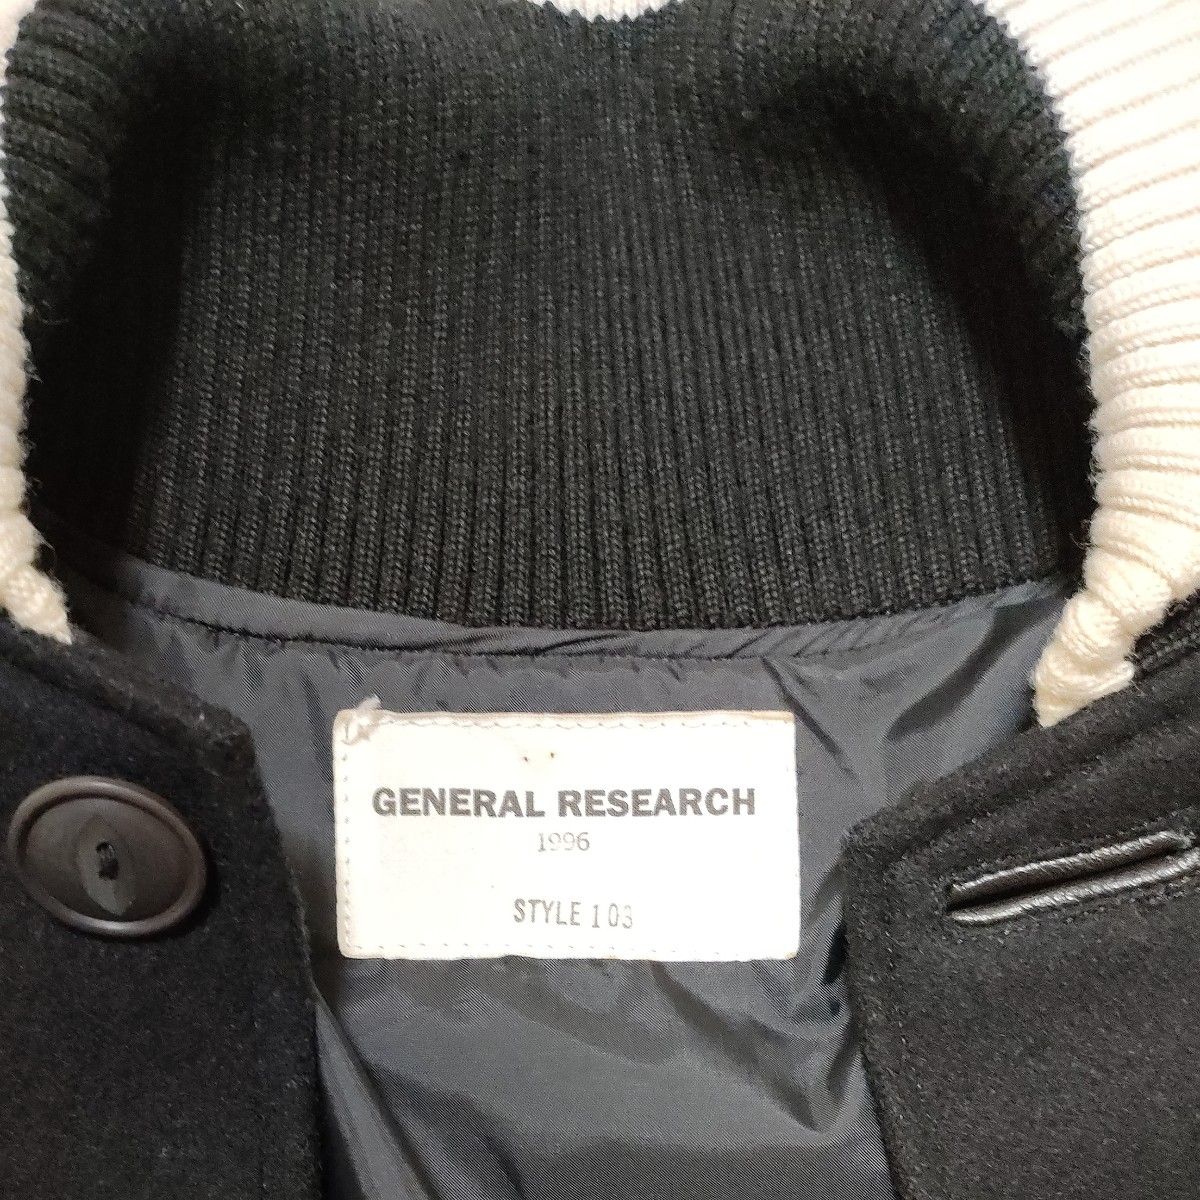 GENERAL RESEARCH
1996
STYLE 103